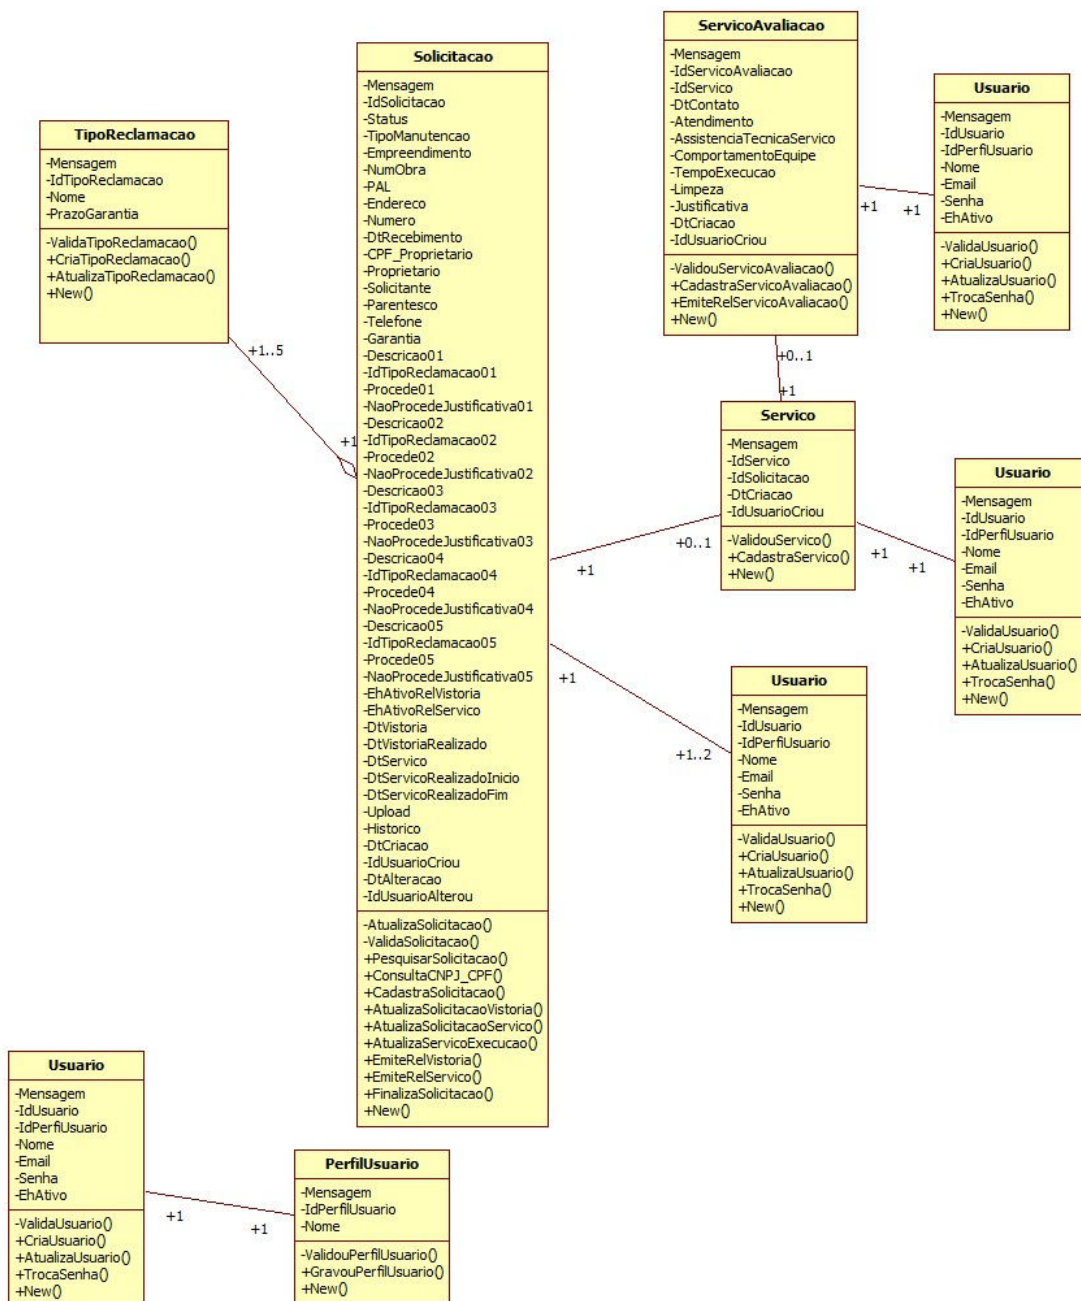 ServicoAvaliacao
-Mensagem
-IdServicoAvaliacao
-IdServico
-DtContato
-Atendimento
-AssistenciaTecnicaServico
-ComportamentoEquipe
-TempoExecucao
-Limpeza
-Justificativa
-DtCriacao
-IdUsuarioCriou
-ValidouServicoAvaliacao()
+CadastraServicoAvaliacao()
+EmiteRelServicoAvaliacao()
+New()
Usuario
-Mensagem
-IdUsuario
-IdPerfiUsuario
-Nome
-Email
-Senha
-EhAtivo
-ValidaUsuario()
+CriaUsuario()
+AtualizaUsuario()
+TrocaSenha()
+New()
+1
+1
TipoReclamacao
-Mensagem
-IdTipoReclamacao
-Nome
-PrazoGarantia
-ValidaTipoReclamacao()
+CriaTipoReclamacao()
+AtualizaTipoReclamacao()
+New()
+1..5
+1
Solicitacao
-Mensagem
-IdSolicitacao
-Status
-TipoManutencao
-Empreendimento
-NumObra
-PAL
-Endereco
-Numero
-DtRecebimento
-CPF_Proprietario
-Proprietario
-Solicitante
-Parentesco
-Telefone
-Garantia
-Descricao01
-IdTipoReclamacao01
-Procede01
-NaoProcedeJustificativa01
-Descricao02
-IdTipoReclamacao02
-Procede02
-NaoProcedeJustificativa02
-Descricao03
-IdTipoReclamacao03
-Procede03
-NaoProcedeJustificativa03
-Descricao04
-IdTipoReclamacao04
-Procede04
-NaoProcedeJustificativa04
-Descricao05
-IdTipoReclamacao05
-Procede05
-NaoProcedeJustificativa05
-EhAtivoRelVistoria
-EhAtivoRelServico
-DtVistoria
-DtVistoriaRealizado
-DtServico
-DtServicoRealizadoInicio
-DtServicoRealizadoFim
-Upload
-Historico
-DtCriacao
-IdUsuarioCriou
-DtAlteracao
-IdUsuarioAlterou
-AtualizaSolicitacao()
-ValidaSolicitacao()
+PesquisarSolicitacao()
+ConsultaCNPJ_CPF()
+CadastraSolicitacao()
+AtualizaSolicitacaoVistoria()
+AtualizaSolicitacaoServico()
+AtualizaServicoExecucao()
+EmiteRelVistoria()
+EmiteRelServico()
+FinalizaSolicitacao()
+New()
+0..1
+1
Servico
-Mensagem
-IdServico
-IdSolicitacao
-DtCriacao
-IdUsuarioCriou
-ValidouServico()
+CadastraServico()
+New()
+0..1
+1
+1
+1
Usuario
-Mensagem
-IdUsuario
-IdPerfiUsuario
-Nome
-Email
-Senha
-EhAtivo
-ValidaUsuario()
+CriaUsuario()
+AtualizaUsuario()
+TrocaSenha()
+New()
+1
+1..2
Usuario
-Mensagem
-IdUsuario
-IdPerfiUsuario
-Nome
-Email
-Senha
-EhAtivo
-ValidaUsuario()
+CriaUsuario()
+AtualizaUsuario()
+TrocaSenha()
+New()
Usuario
-Mensagem
-IdUsuario
-IdPerfiUsuario
-Nome
-Email
-Senha
-EhAtivo
-ValidaUsuario()
+CriaUsuario()
+AtualizaUsuario()
+TrocaSenha()
+New()
+1
+1
PerfilUsuario
-Mensagem
-IdPerfilUsuario
-Nome
-ValidouPerfilUsuario()
+GravouPerfilUsuario()
+New()